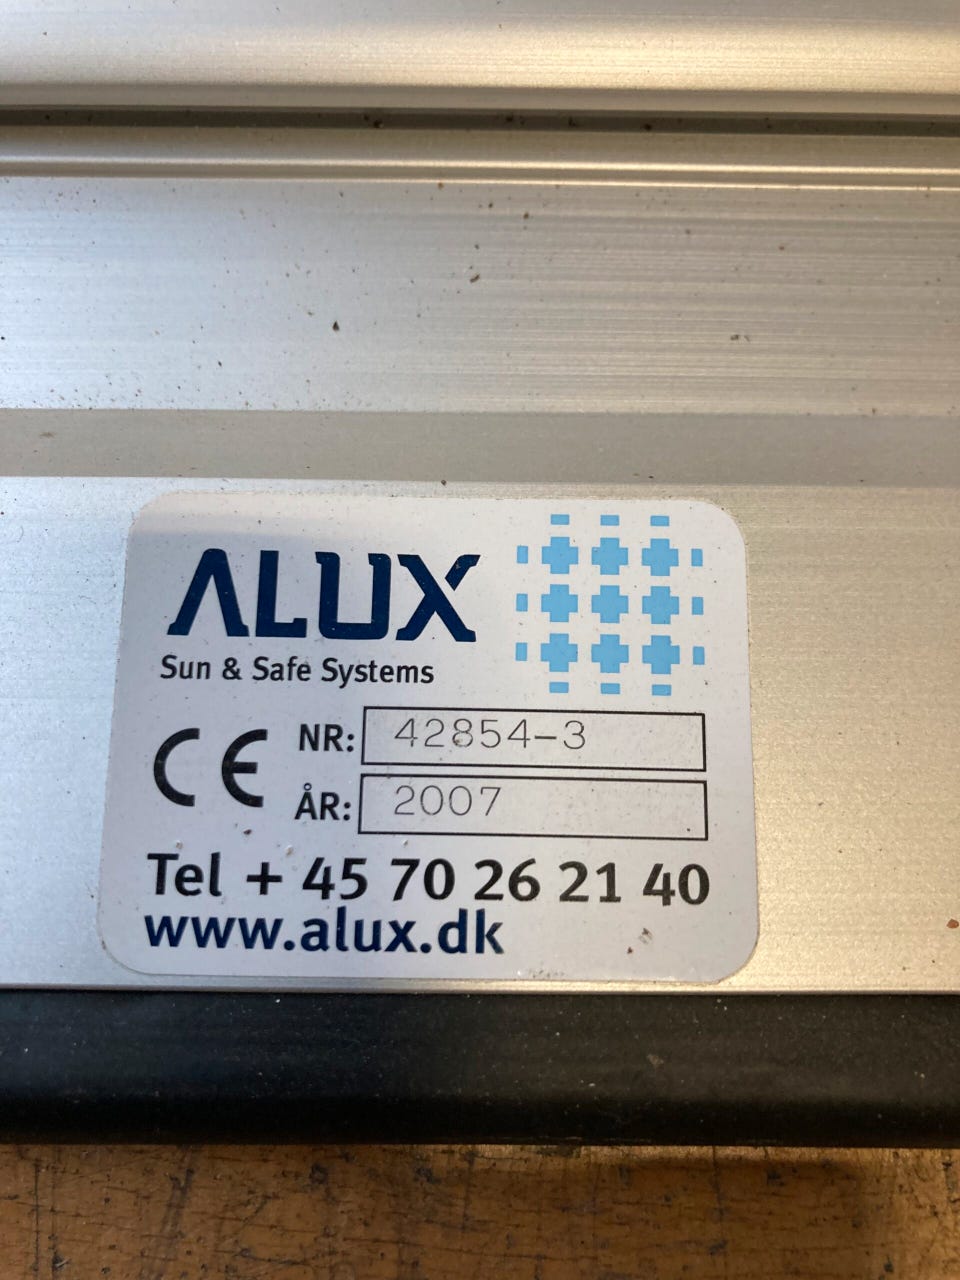 ALUX
Sun & Safe Systems
CE NR: 42854-3
ÅR: 2007
Tel + 45 70 26 21 40
www.alux.dk